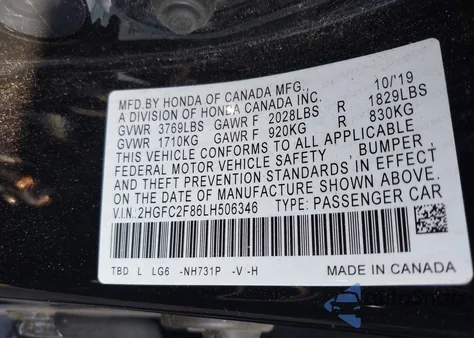 MFD.BY HONDA OF CANADA MFG., 10/'19
A DIVISION OF HONDA CANADA INC.
GVWR 3769LBS GAWR F 2028LBS R 1829LBS
GVWR 1710KG GAWR F 920KG R 830KG
THIS VEHICLE CONFORMS TO ALL APPLICABLE
FEDERAL MOTOR VEHICLE SAFETY, BUMPER,
AND THEFT PREVENTION STANDARDS IN EFFECT
ON THE DATE OF MANUFACTURE SHOWN ABOVE.
V.I.N: 2HGFC2F86LH506346 TYPE: PASSENGER CAR
TBD L LG6 -NH731P -V -H MADE IN CANADA